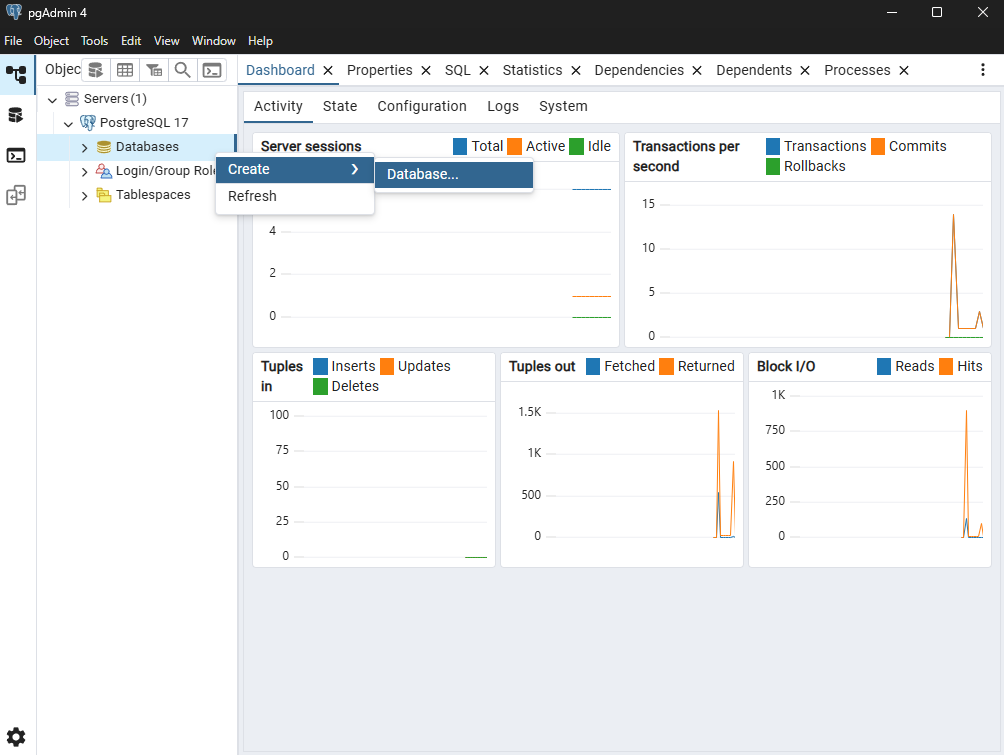 pgAdmin 4
File Object Tools Edit View Window Help
Objec
Dashboard Properties SQL Statistics Dependencies Dependents Processes
Servers (1)
PostgreSQL 17
Databases
Login/Group Role
Tablespaces
Create
Refresh
Database...
Activity State Configuration Logs System
Server sessions Total Active Idle
4
2
0
Transactions per second Transactions Commits
Rollbacks
15
10
5
0
Tuples in Inserts Updates
Deletes
100
75
50
25
0
Tuples out Fetched Returned
1.5K
1K
500
0
Block I/O Reads Hits
1K
750
500
250
0